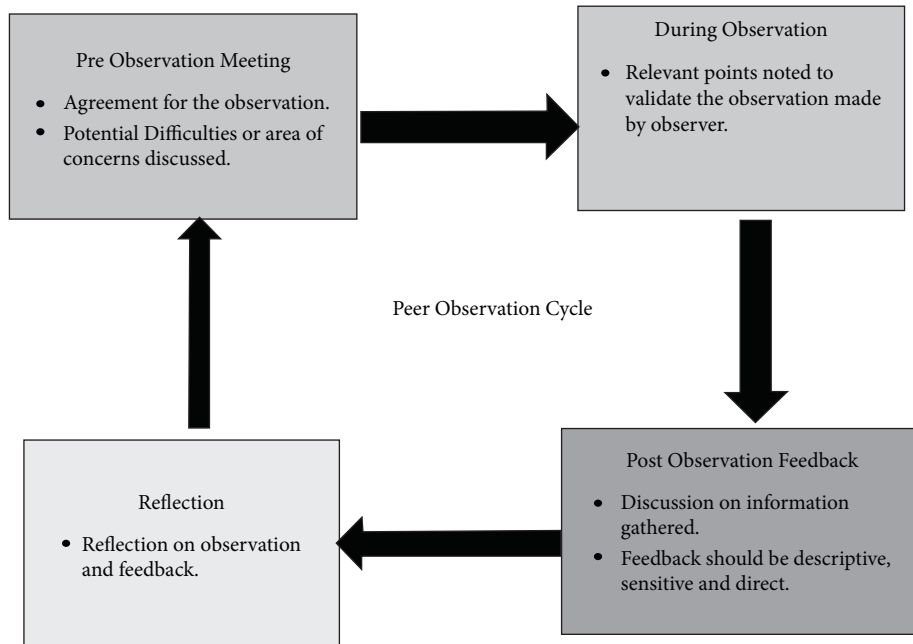 Pre Observation Meeting
• Agreement for the observation.
• Potential Difficulties or area of
concerns discussed.
During Observation
• Relevant points noted to
validate the observation made
by observer.
Peer Observation Cycle
Reflection
• Reflection on observation
and feedback.
Post Observation Feedback
• Discussion on information
gathered.
• Feedback should be descriptive,
sensitive and direct.